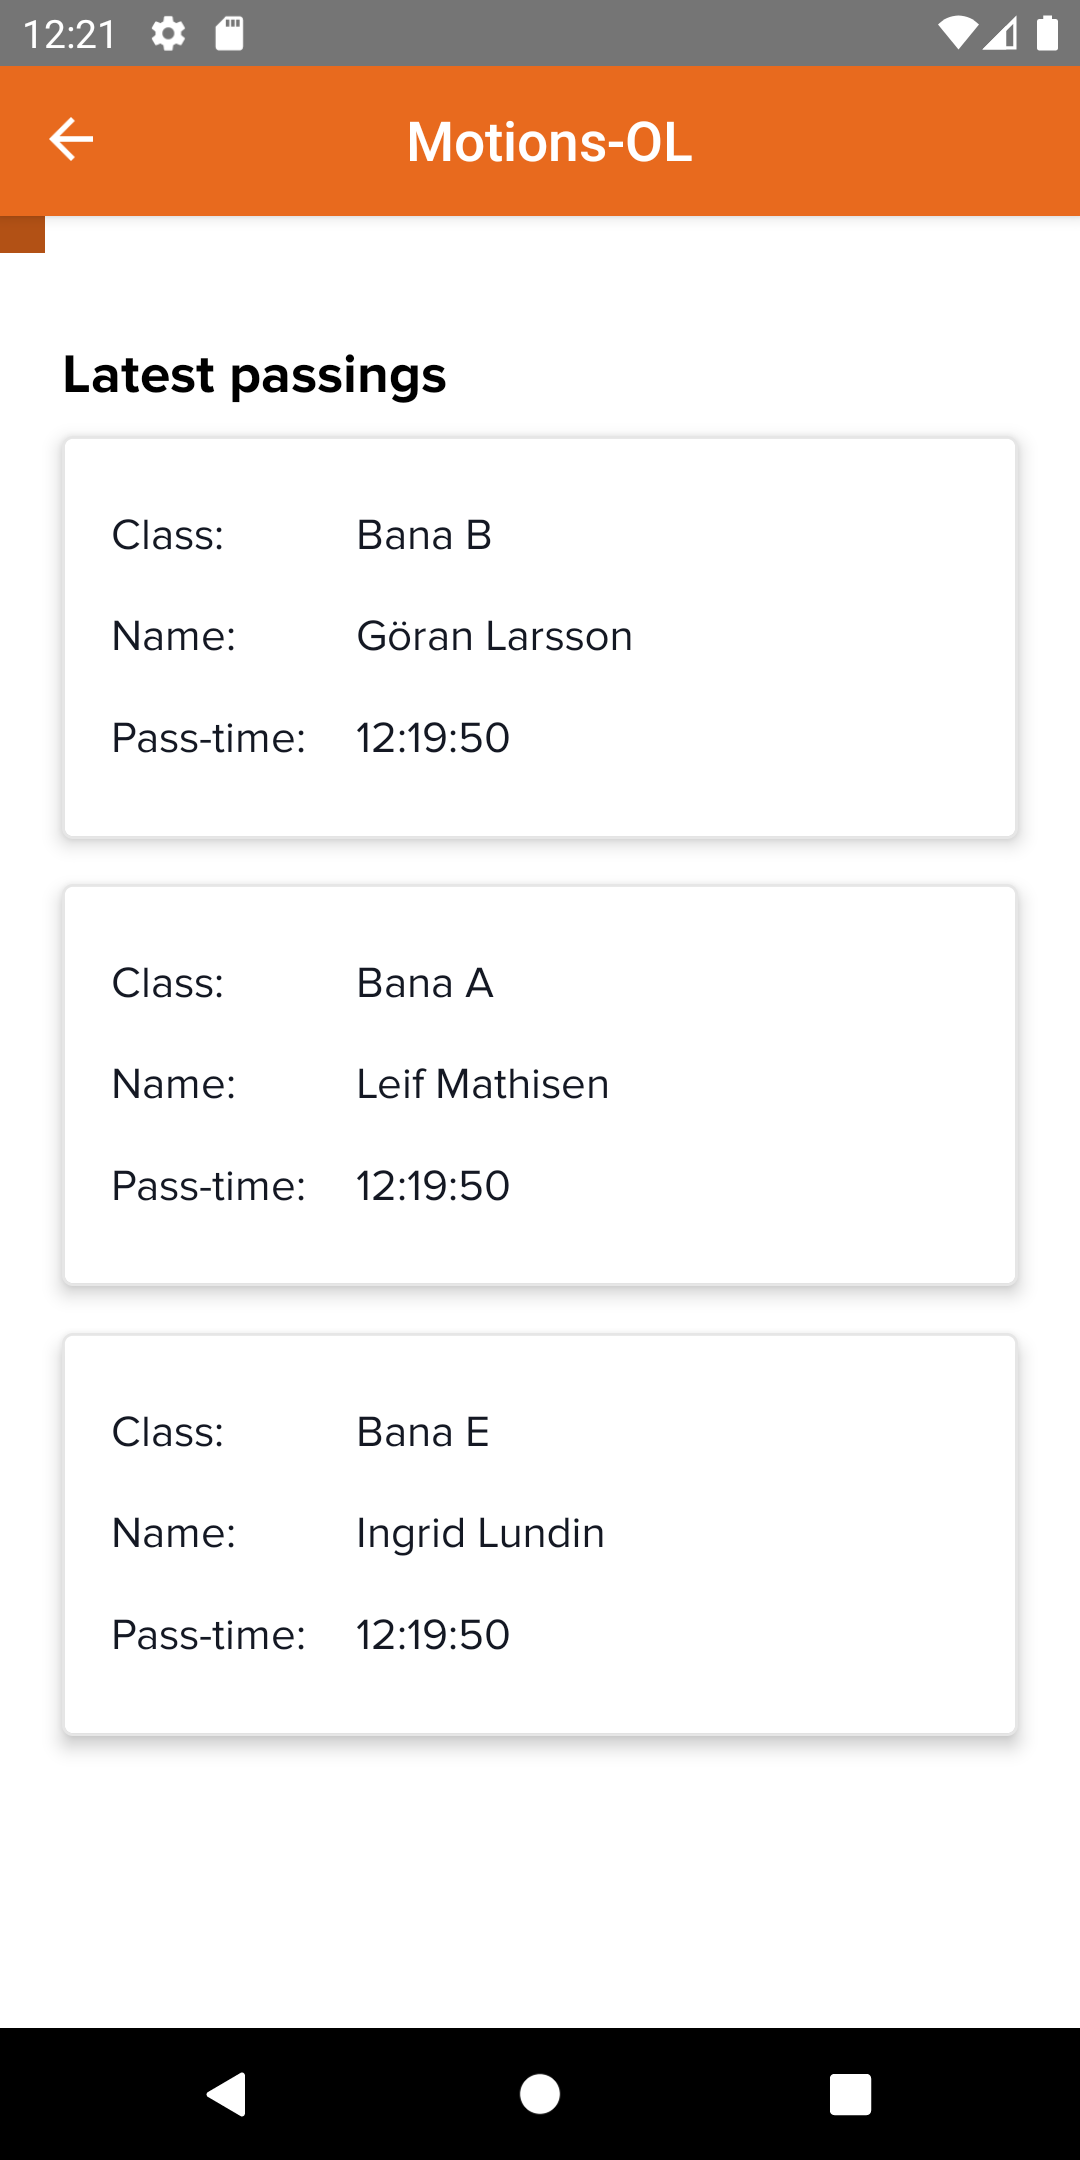 12:21
Motions-OL
Latest passings
Class: Bana B
Name: Göran Larsson
Pass-time: 12:19:50
Class: Bana A
Name: Leif Mathisen
Pass-time: 12:19:50
Class: Bana E
Name: Ingrid Lundin
Pass-time: 12:19:50